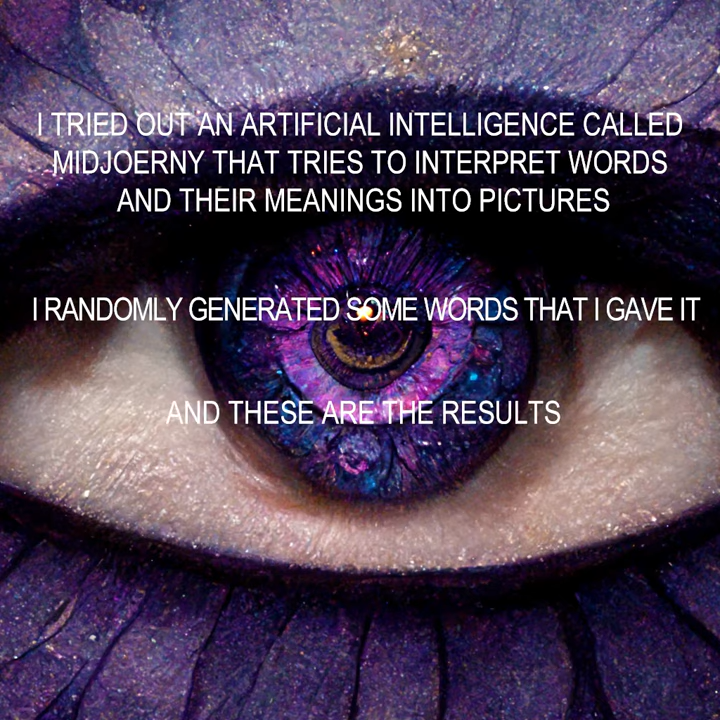 I TRIED OUT AN ARTIFICIAL INTELLIGENCE CALLED
MIDJOERNY THAT TRIES TO INTERPRET WORDS
AND THEIR MEANINGS INTO PICTURES
I RANDOMLY GENERATED SOME WORDS THAT I GAVE IT
AND THESE ARE THE RESULTS